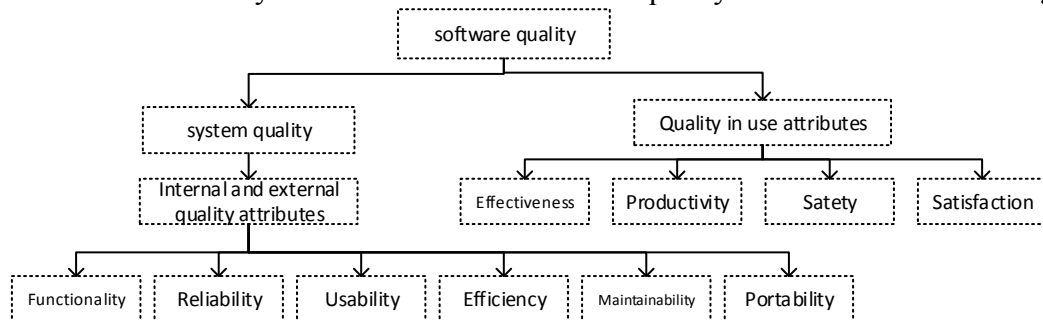 software quality
system quality
Quality in use attributes
Internal and external
quality attributes
Effectiveness
Productivity
Satety
Satisfaction
Functionality
Reliability
Usability
Efficiency
Maintainability
Portability